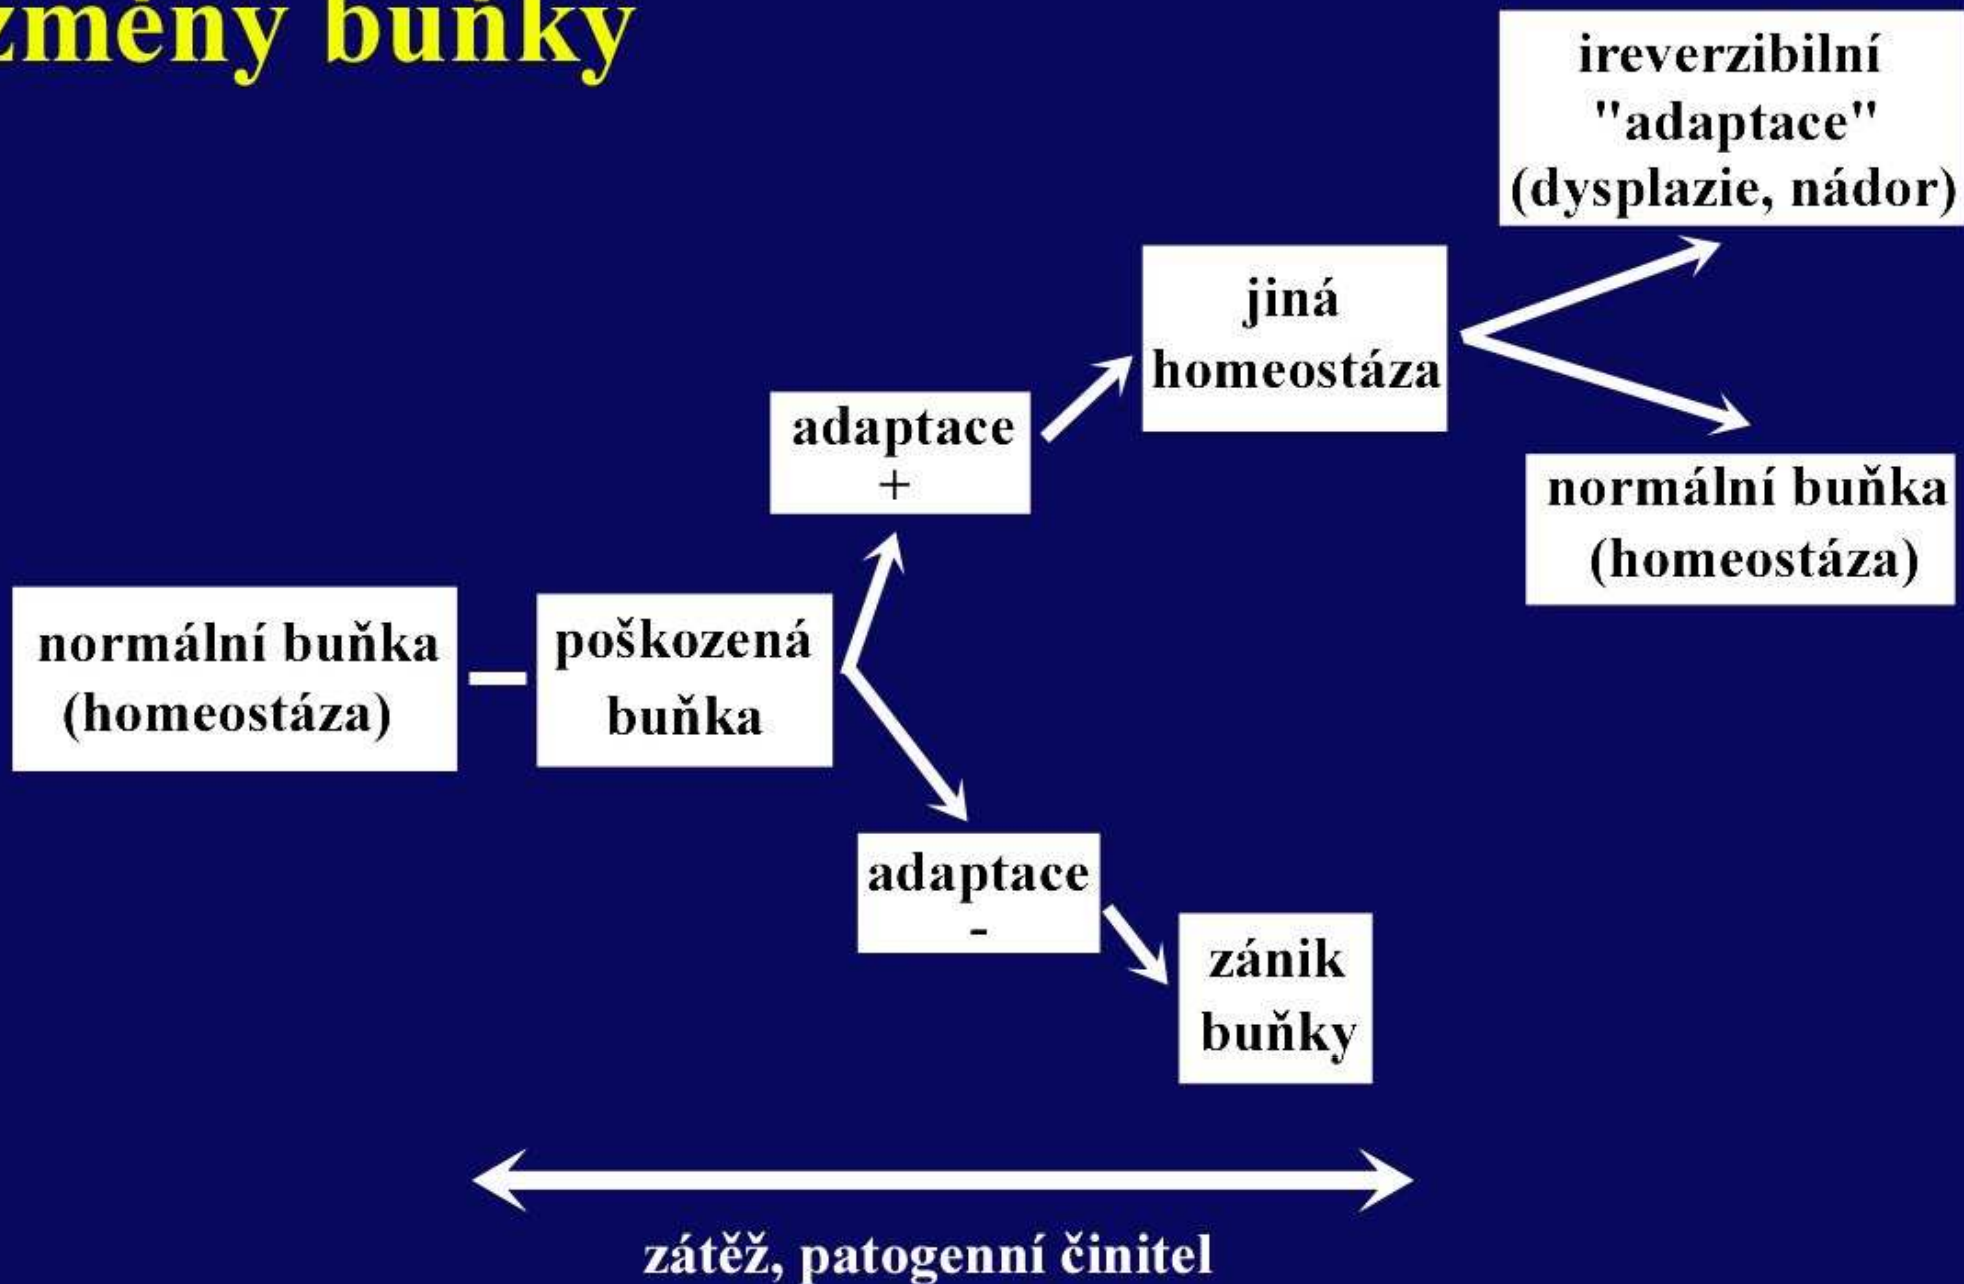 změny buňky
ireverzibilní
"adaptace"
(dysplazie, nádor)
jiná
homeostáza
adaptace
+
normální buňka
(homeostáza)
normální buňka
(homeostáza)
poškozená
buňka
adaptace
-
zánik
buňky
zátěž, patogenní činitel